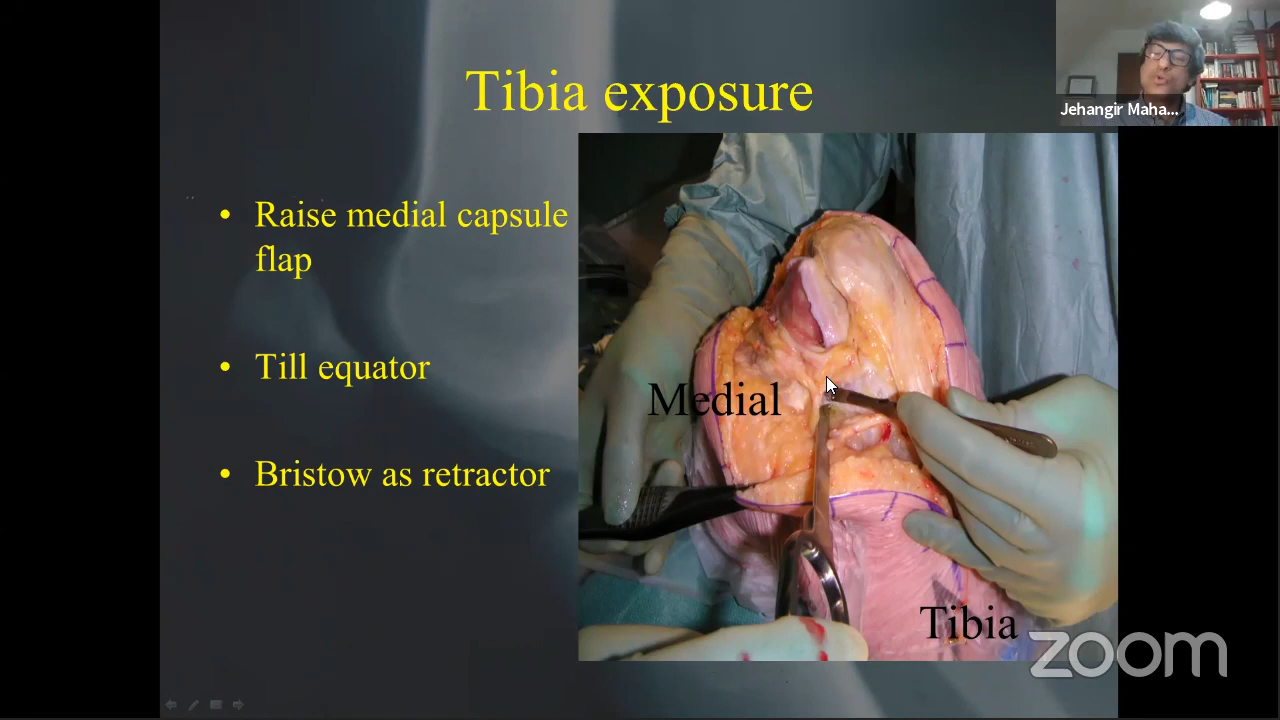 Tibia exposure
Jehangir Maha...
• Raise medial capsule
flap
• Till equator
• Bristow as retractor
Medial
Tibia
zoom